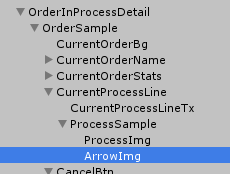 OrderInProcessDetail
OrderSample
CurrentOrderBg
CurrentOrderName
CurrentOrderStats
CurrentProcessLine
CurrentProcessLineTx
ProcessSample
ProcessImg
ArrowImg
CancelBtn